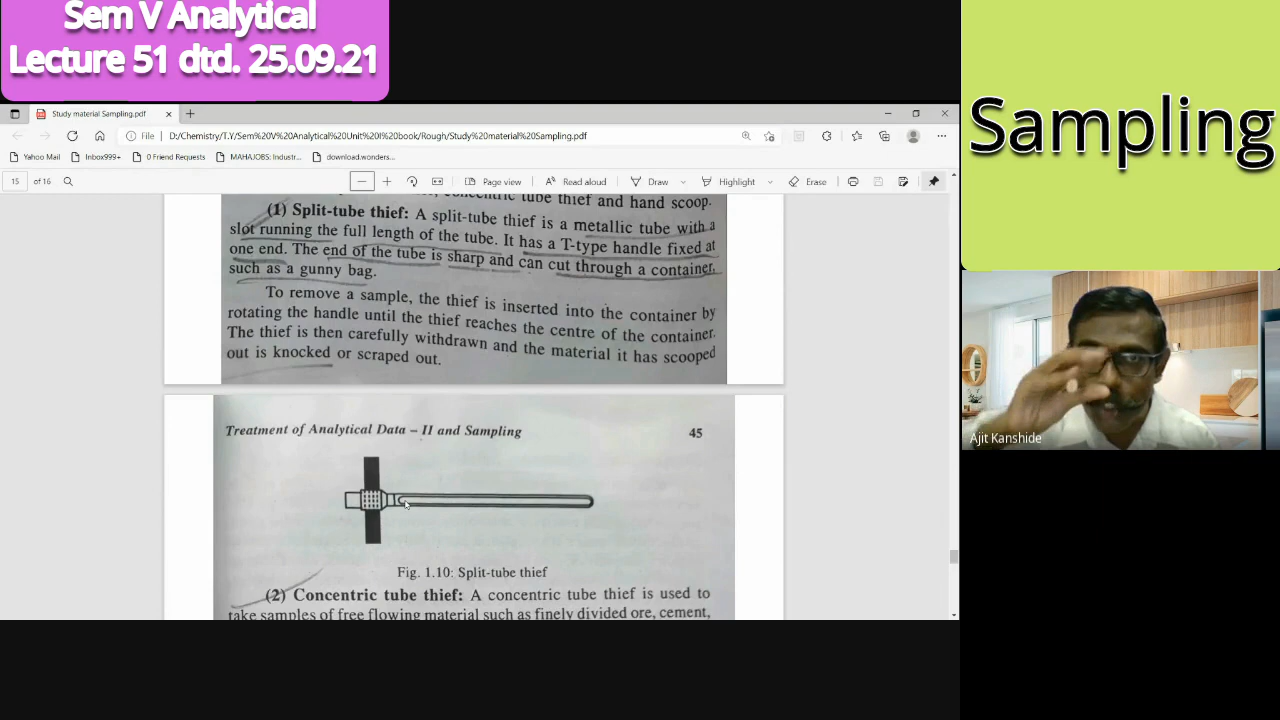 Sem V Analytical
Lecture 51 dtd. 25.09.21
Sampling
Study material Sampling.pdf
File
D:/Chemistry/T.Y/Sem%20V%20Analytical%20Unit%20I%20book/Rough/Study%20material%20Sampling.pdf
Yahoo Mail
Inbox999+
0 Friend Requests
MAHAJOBS: Industr...
download.wonders...
15 of 16
Page view
Read aloud
Draw
Highlight
Erase
concentric tube thief and hand scoop.
(1) Split-tube thief: A split-tube thief is a metallic tube with a
slot running the full length of the tube. It has a T-type handle fixed at
one end. The end of the tube is sharp and can cut through a container,
such as a gunny bag.
To remove a sample, the thief is inserted into the container by
rotating the handle until the thief reaches the centre of the container.
The thief is then carefully withdrawn and the material it has scooped
out is knocked or scraped out.
Treatment of Analytical Data – II and Sampling 45
Fig. 1.10: Split-tube thief
(2) Concentric tube thief: A concentric tube thief is used to
take samples of free flowing material such as finely divided ore, cement,
Ajit Kanshide